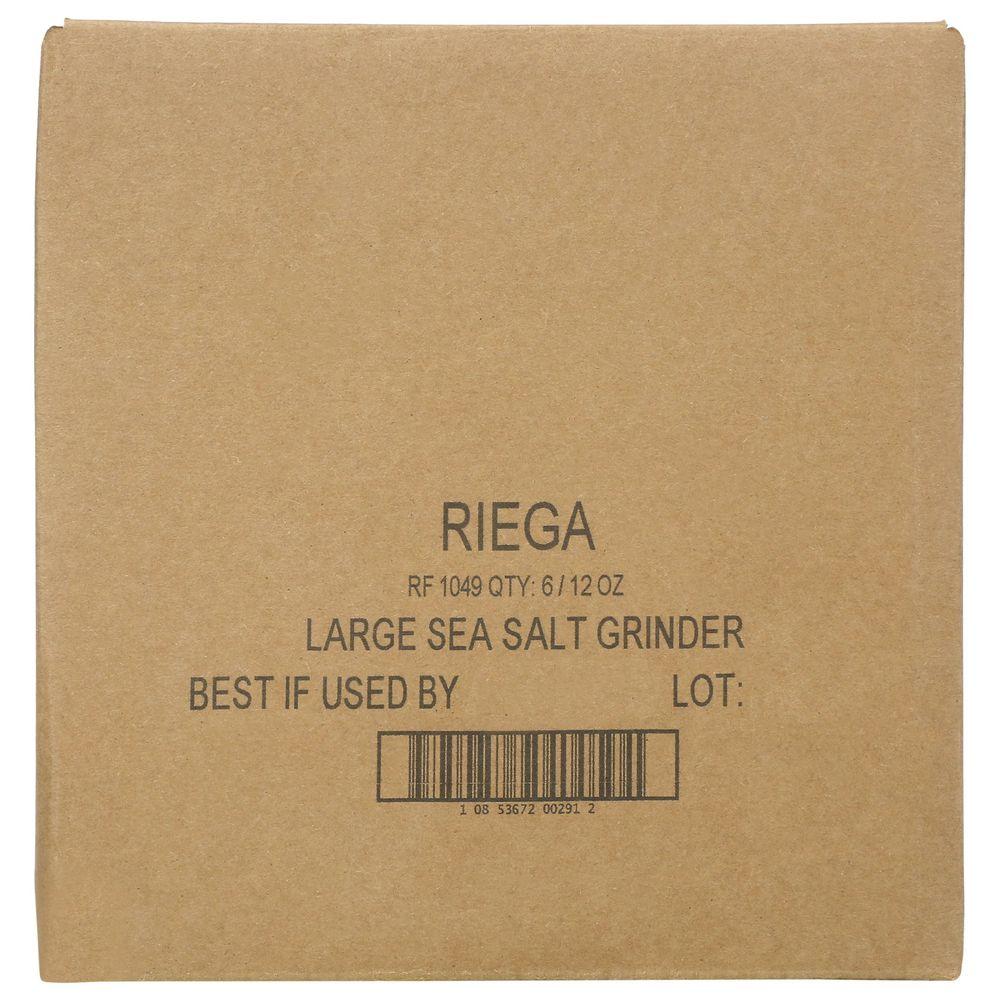 RIEGA
RF 1049 QTY: 6 / 12 OZ
LARGE SEA SALT GRINDER
BEST IF USED BY LOT:
1 08 53672 00291 2